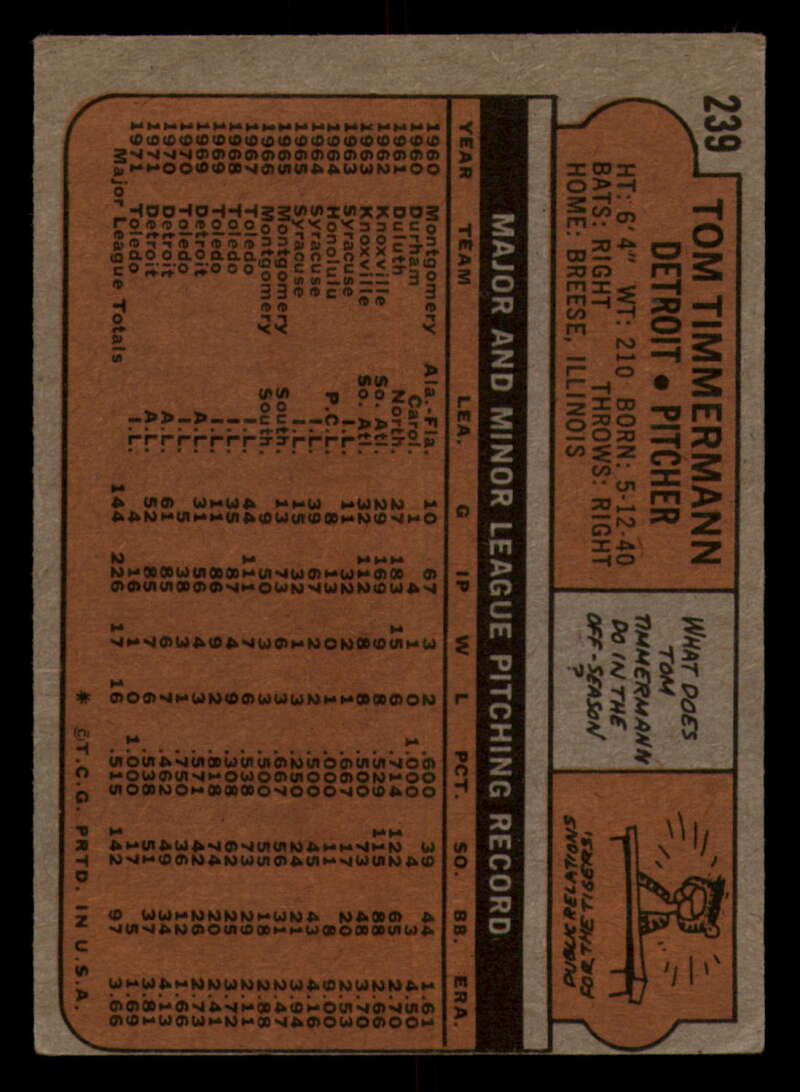 239
TOM TIMMERMANN
DETROIT • PITCHER
HT: 6'4" WT: 210 BORN: 5-12-40
BATS: RIGHT THROWS: RIGHT
HOME: BREESE, ILLINOIS
WHAT DOES
TOM
TIMMERMANN
DO IN THE
OFF-SEASON
?
PUBLIC RELATIONS
FOR THE TIGERS.
MAJOR AND MINOR LEAGUE PITCHING RECORD
YEAR TEAM LEA. G IP W L PCT. SO. BB. ERA.
1960 Montgomery Ala.-Fla. 10 67 3 2 .600 39 44 1.61
1960 Durham Carol. 1 4 1 0 1.000 4 3 4.50
1961 Duluth North. 27 183 15 6 .714 122 65 2.70
1962 Knoxville So. Atl. 29 169 9 8 .529 115 88 2.66
1963 Knoxville So. Atl. 32 112 8 8 .500 73 48 3.70
1963 Syracuse I.L. 11 32 2 1 .667 17 20 2.53
1964 Honolulu P.C.L. 8 13 0 1 .000 11 8 9.00
1964 Syracuse I.L. 39 67 2 2 .500 45 43 4.16
1965 Syracuse I.L. 15 32 1 3 .250 24 21 3.94
1965 Montgomery South. 13 73 6 3 .667 56 31 2.47
1966 Montgomery South. 9 50 3 3 .500 55 18 2.88
1967 Toledo I.L. 44 111 7 6 .538 73 29 2.11
1968 Toledo I.L. 35 87 4 9 .308 62 25 3.72
1969 Toledo I.L. 11 86 9 2 .818 74 20 2.41
1969 Detroit A.L. 31 56 4 3 .571 42 26 2.73
1970 Toledo I.L. 5 38 3 1 .750 36 12 1.66
1970 Detroit A.L. 61 85 6 7 .462 49 34 4.13
1971 Detroit A.L. 52 85 7 6 .538 51 37 3.81
1971 Toledo I.L. 4 16 1 0 1.000 17 5 1.69
Major League Totals 144 226 17 16 .515 142 97 3.66
* ©T.C.G. PRTD. IN U.S.A.